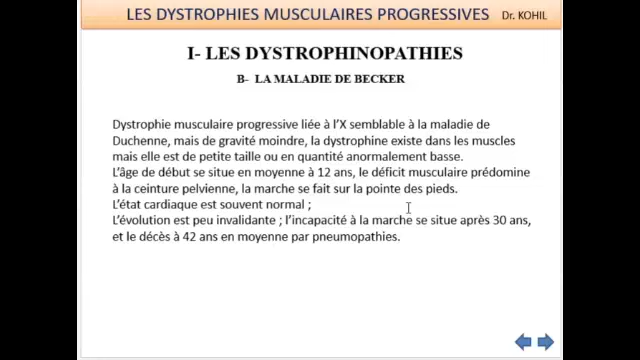 LES DYSTROPHIES MUSCULAIRES PROGRESSIVES Dr. KOHIL
I- LES DYSTROPHINOPATHIES
B- LA MALADIE DE BECKER
Dystrophie musculaire progressive liée à l'X semblable à la maladie de
Duchenne, mais de gravité moindre, la dystrophine existe dans les muscles
mais elle est de petite taille ou en quantité anormalement basse.
L'âge de début se situe en moyenne à 12 ans, le déficit musculaire prédomine
à la ceinture pelvienne, la marche se fait sur la pointe des pieds.
L'état cardiaque est souvent normal ;
L'évolution est peu invalidante ; l'incapacité à la marche se situe après 30 ans,
et le décès à 42 ans en moyenne par pneumopathies.